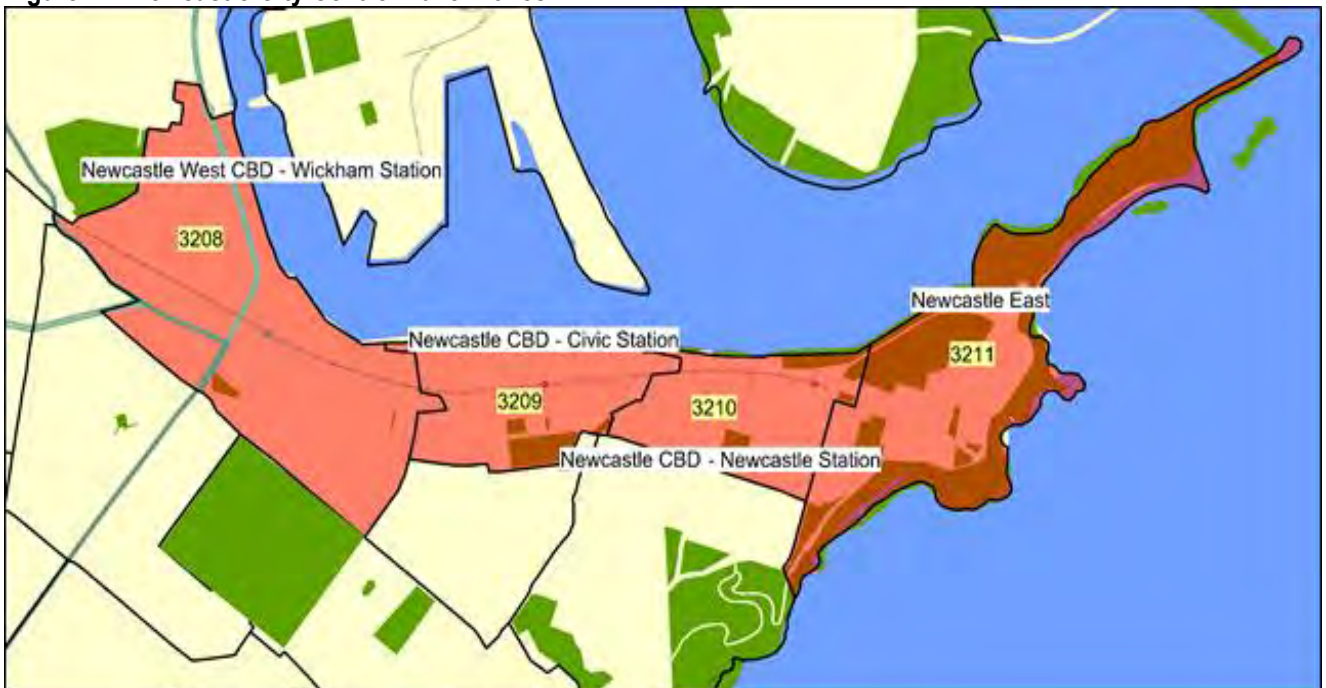 Newcastle West CBD - Wickham Station
3208
Newcastle East
Newcastle CBD - Civic Station
3211
3209
3210
Newcastle CBD - Newcastle Station